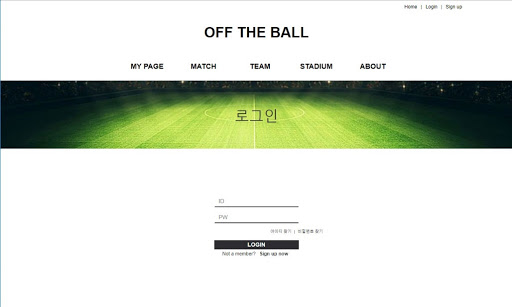 Home | Login | Sign up
OFF THE BALL
MY PAGE MATCH TEAM STADIUM ABOUT
로그인
ID
PW
아이디 찾기 | 비밀번호 찾기
LOGIN
Not a member? Sign up now